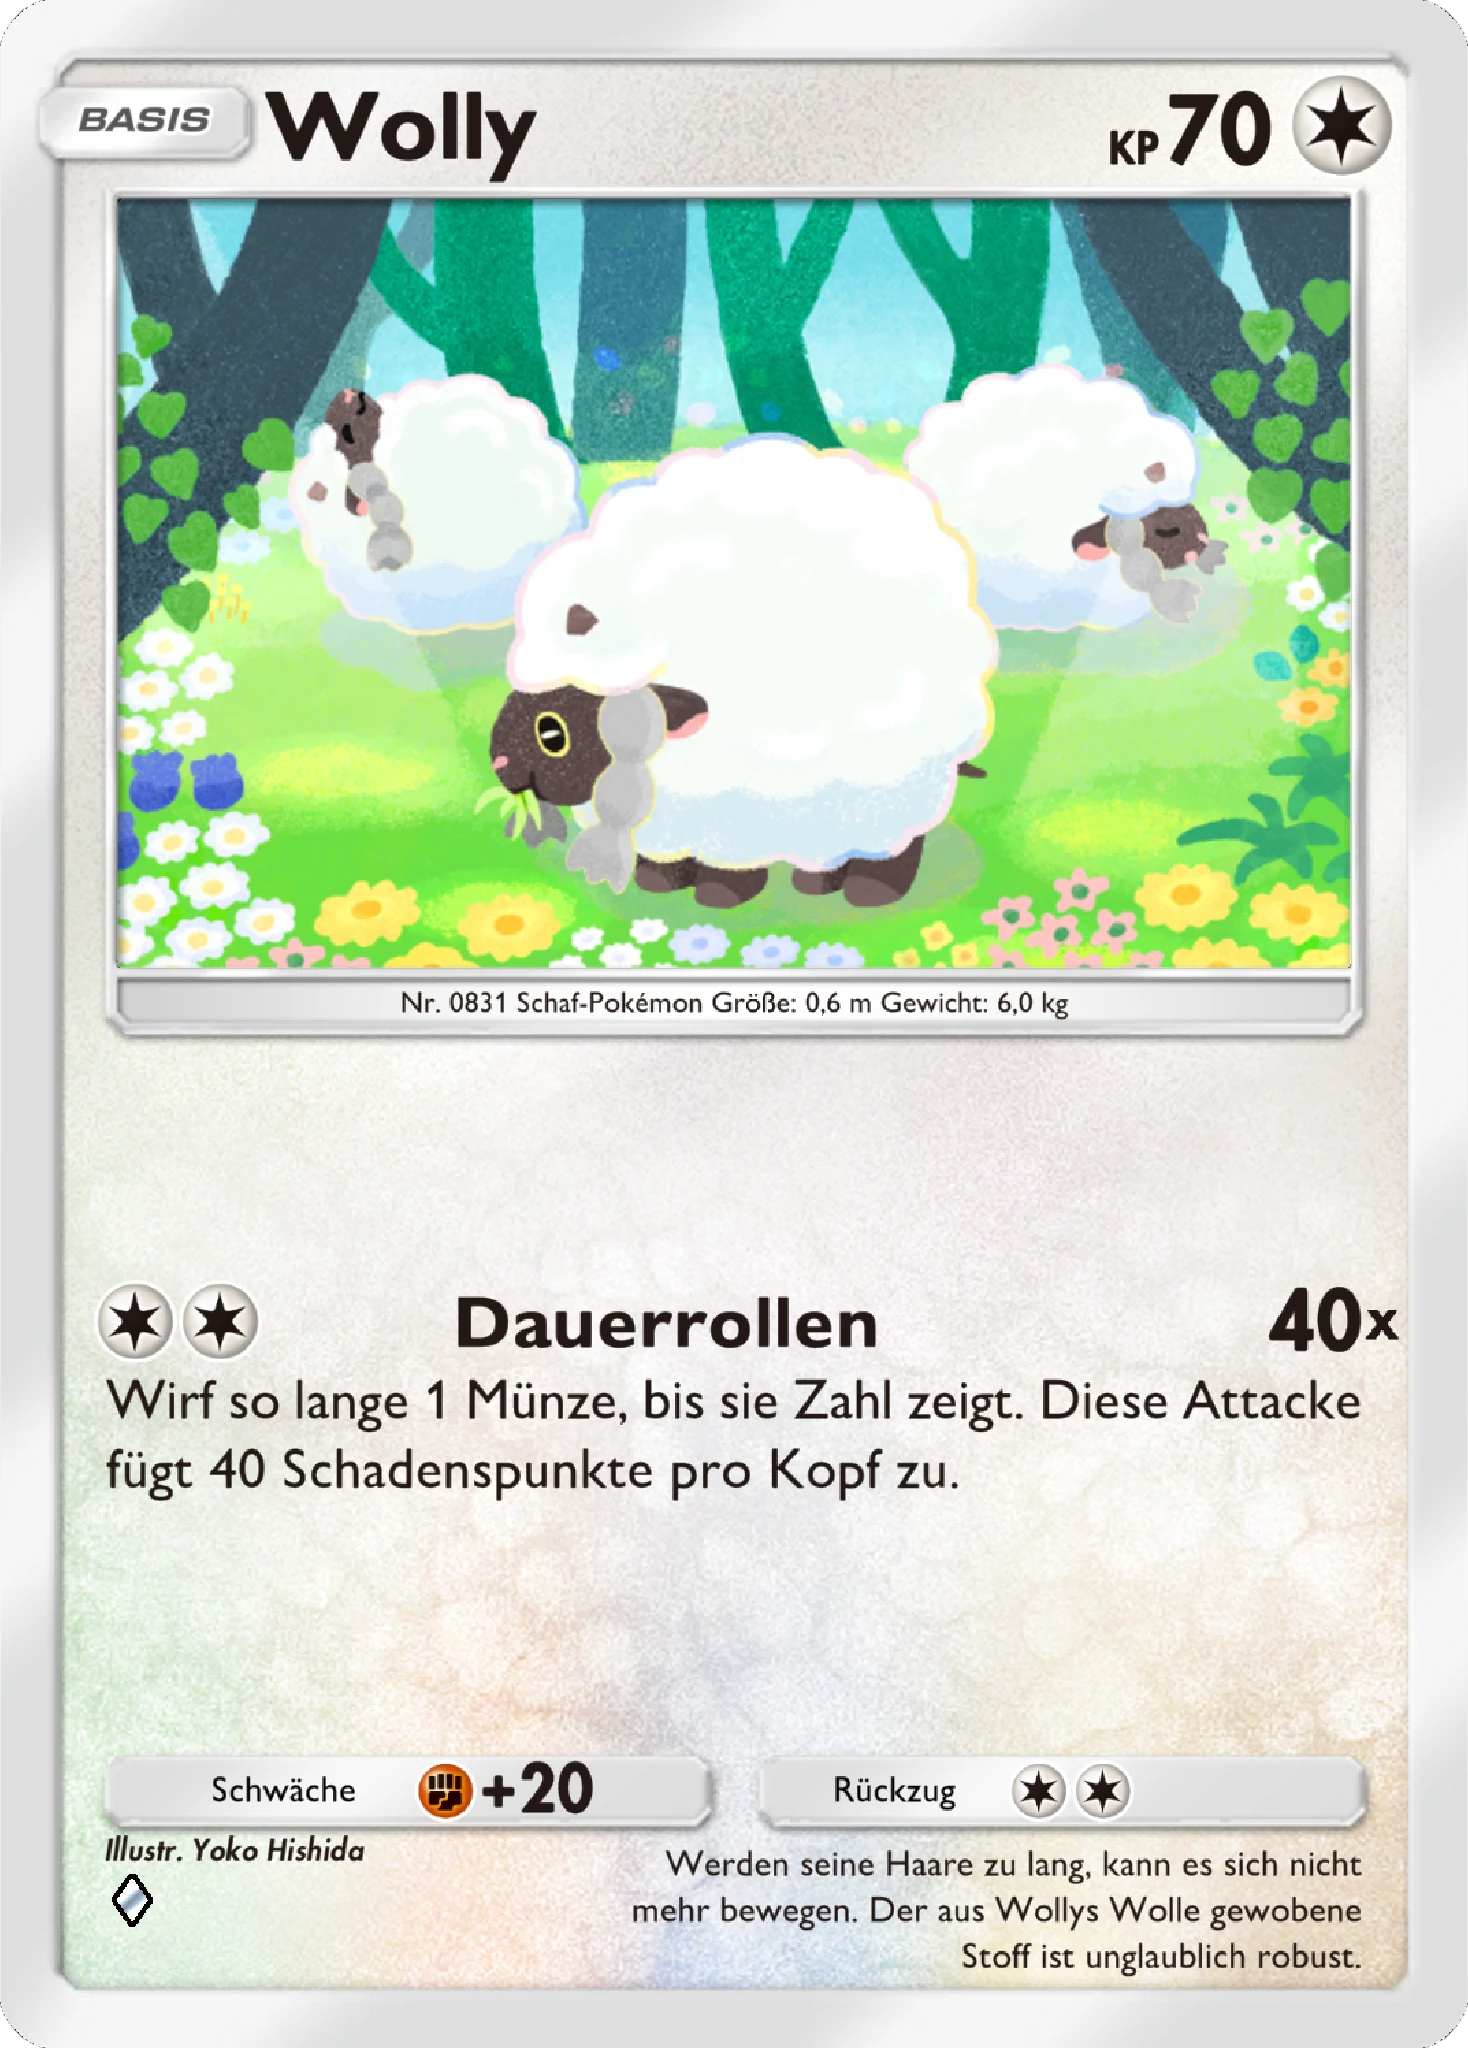 BASIS Wolly KP 70
Nr. 0831 Schaf-Pokémon Größe: 0,6 m Gewicht: 6,0 kg
Dauerrollen 40x
Wirf so lange 1 Münze, bis sie Zahl zeigt. Diese Attacke
fügt 40 Schadenspunkte pro Kopf zu.
Schwäche +20 Rückzug
Illustr. Yoko Hishida
Werden seine Haare zu lang, kann es sich nicht
mehr bewegen. Der aus Wollys Wolle gewobene
Stoff ist unglaublich robust.